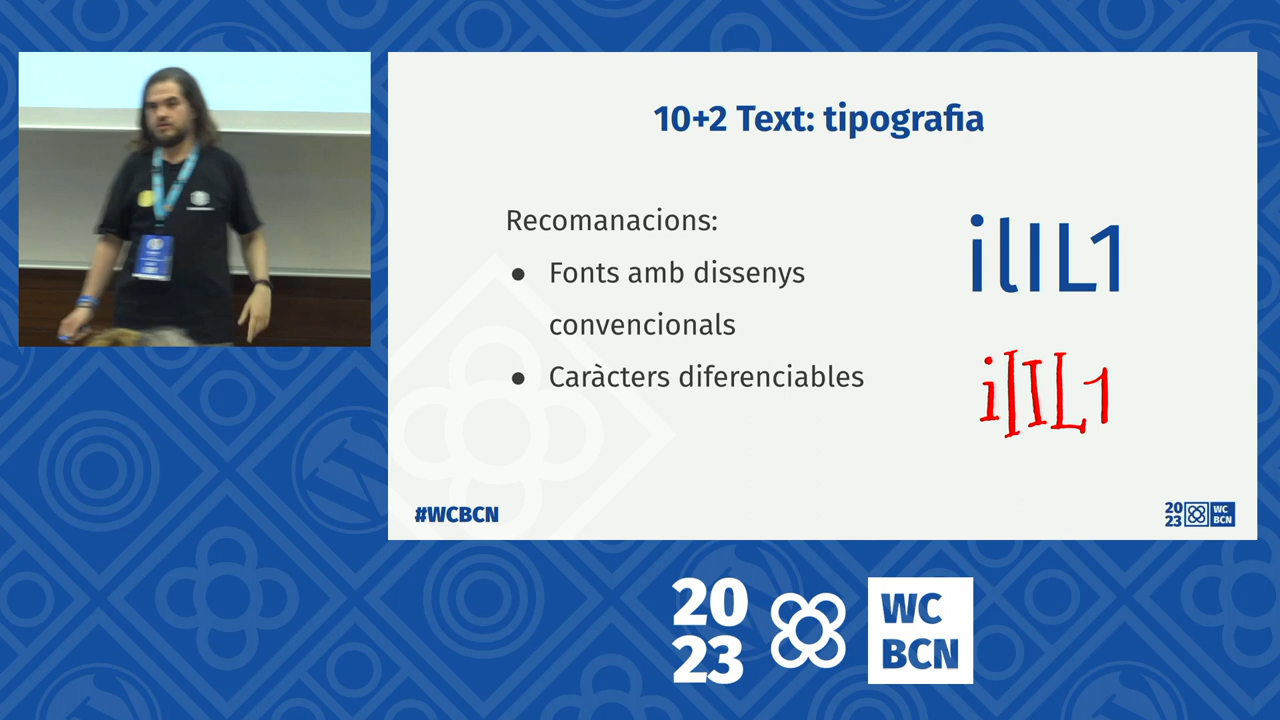 10+2 Text: tipografia
Recomanacions:
● Fonts amb dissenys
convencionals
● Caràcters diferenciables
ilIL1
ilIL1
#WCBCN
20
23
WC
BCN
20
23
WC
BCN